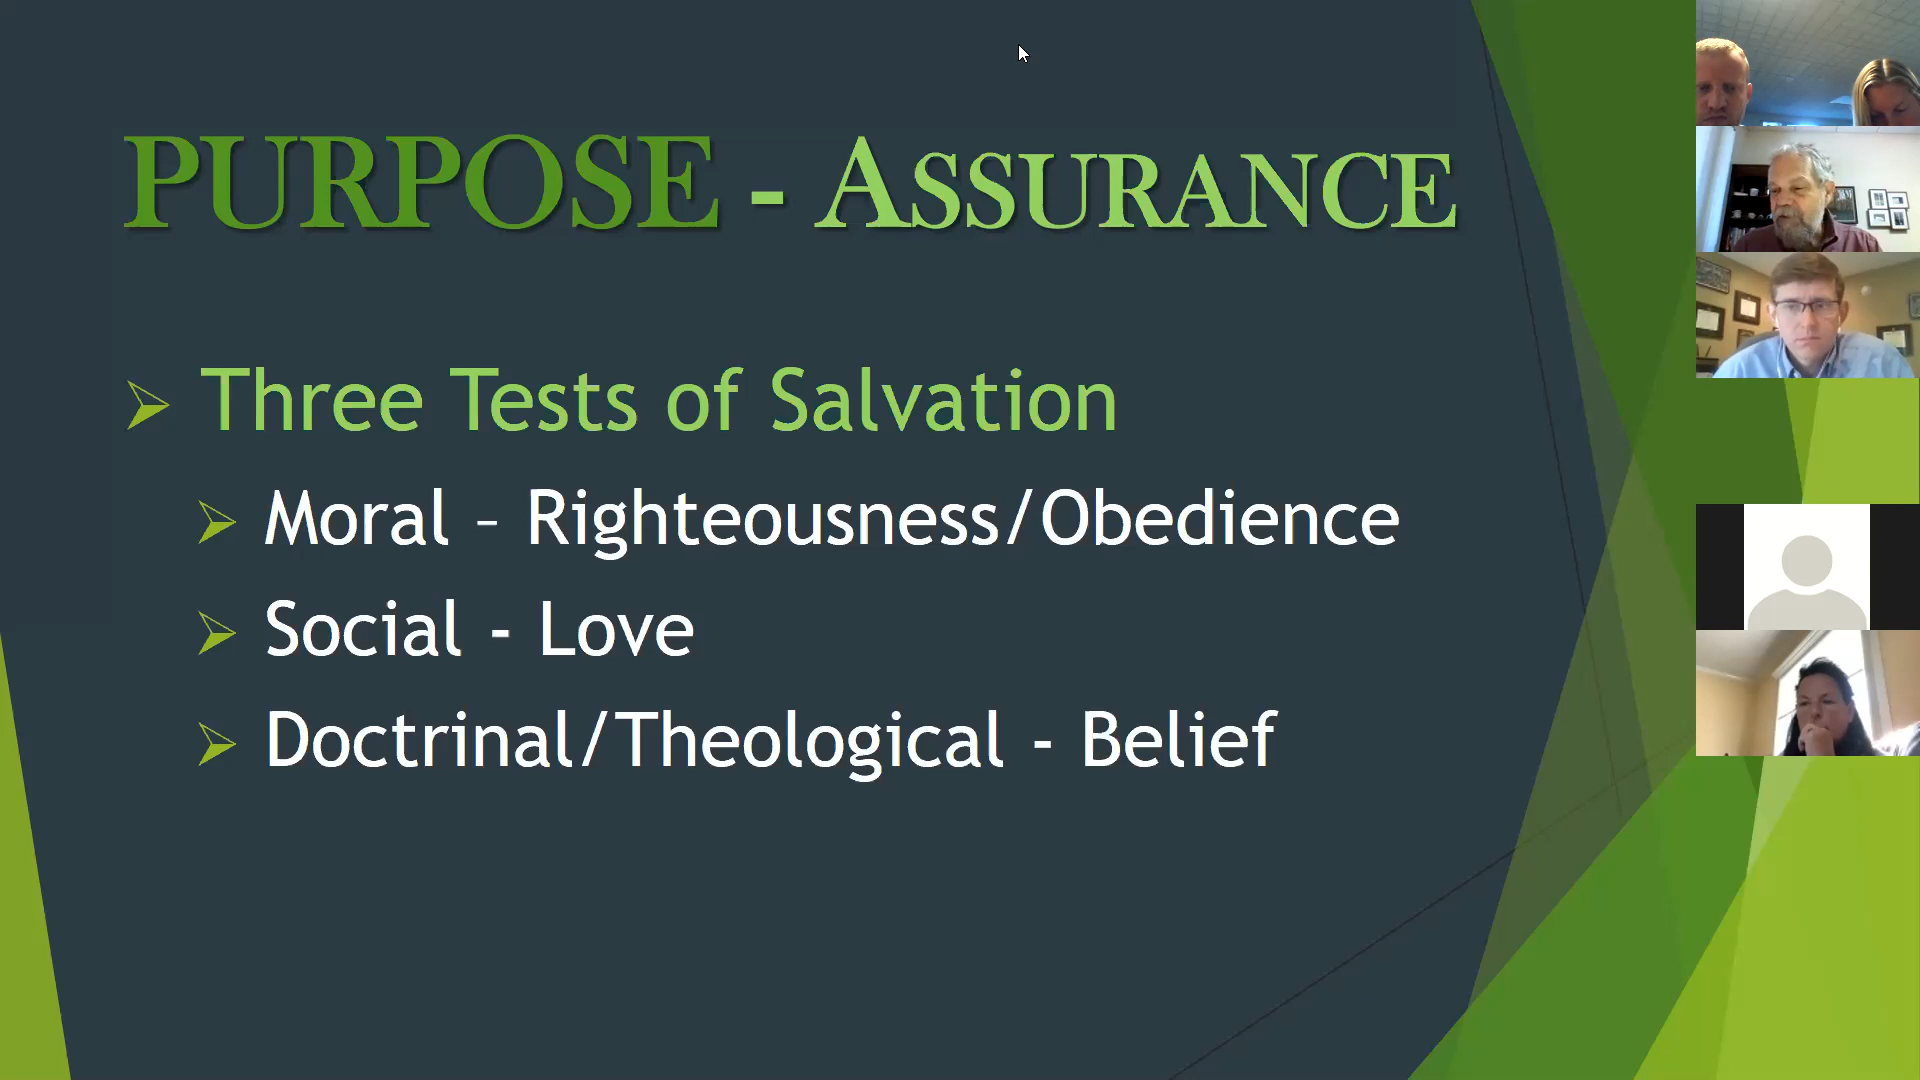 PURPOSE - ASSURANCE
Three Tests of Salvation
Moral – Righteousness/Obedience
Social - Love
Doctrinal/Theological - Belief